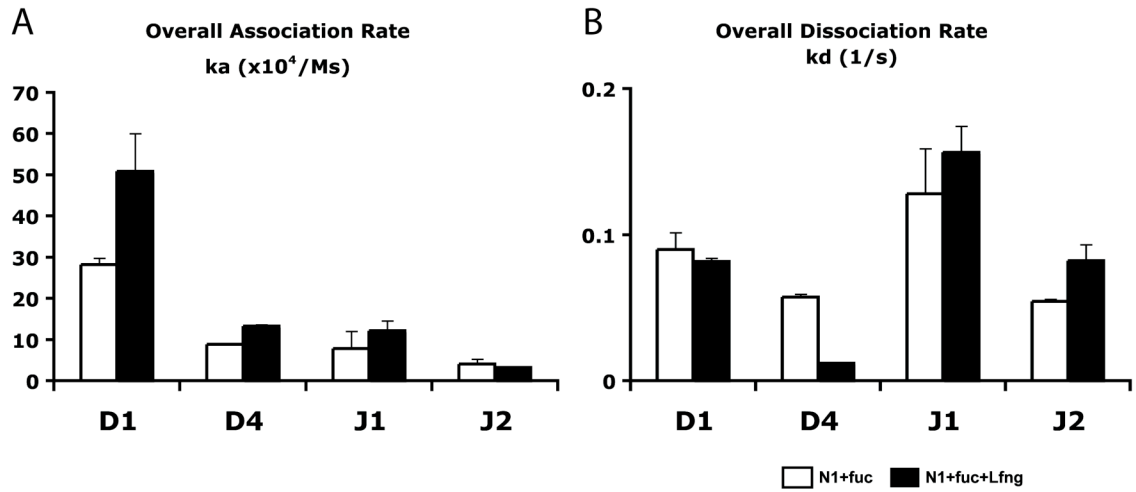 A
Overall Association Rate
ka (x10⁴/Ms)
70
60
50
40
30
20
10
0
D1 D4 J1 J2
B
Overall Dissociation Rate
kd (1/s)
0.2
0.1
0
D1 D4 J1 J2
N1+fuc N1+fuc+Lfng